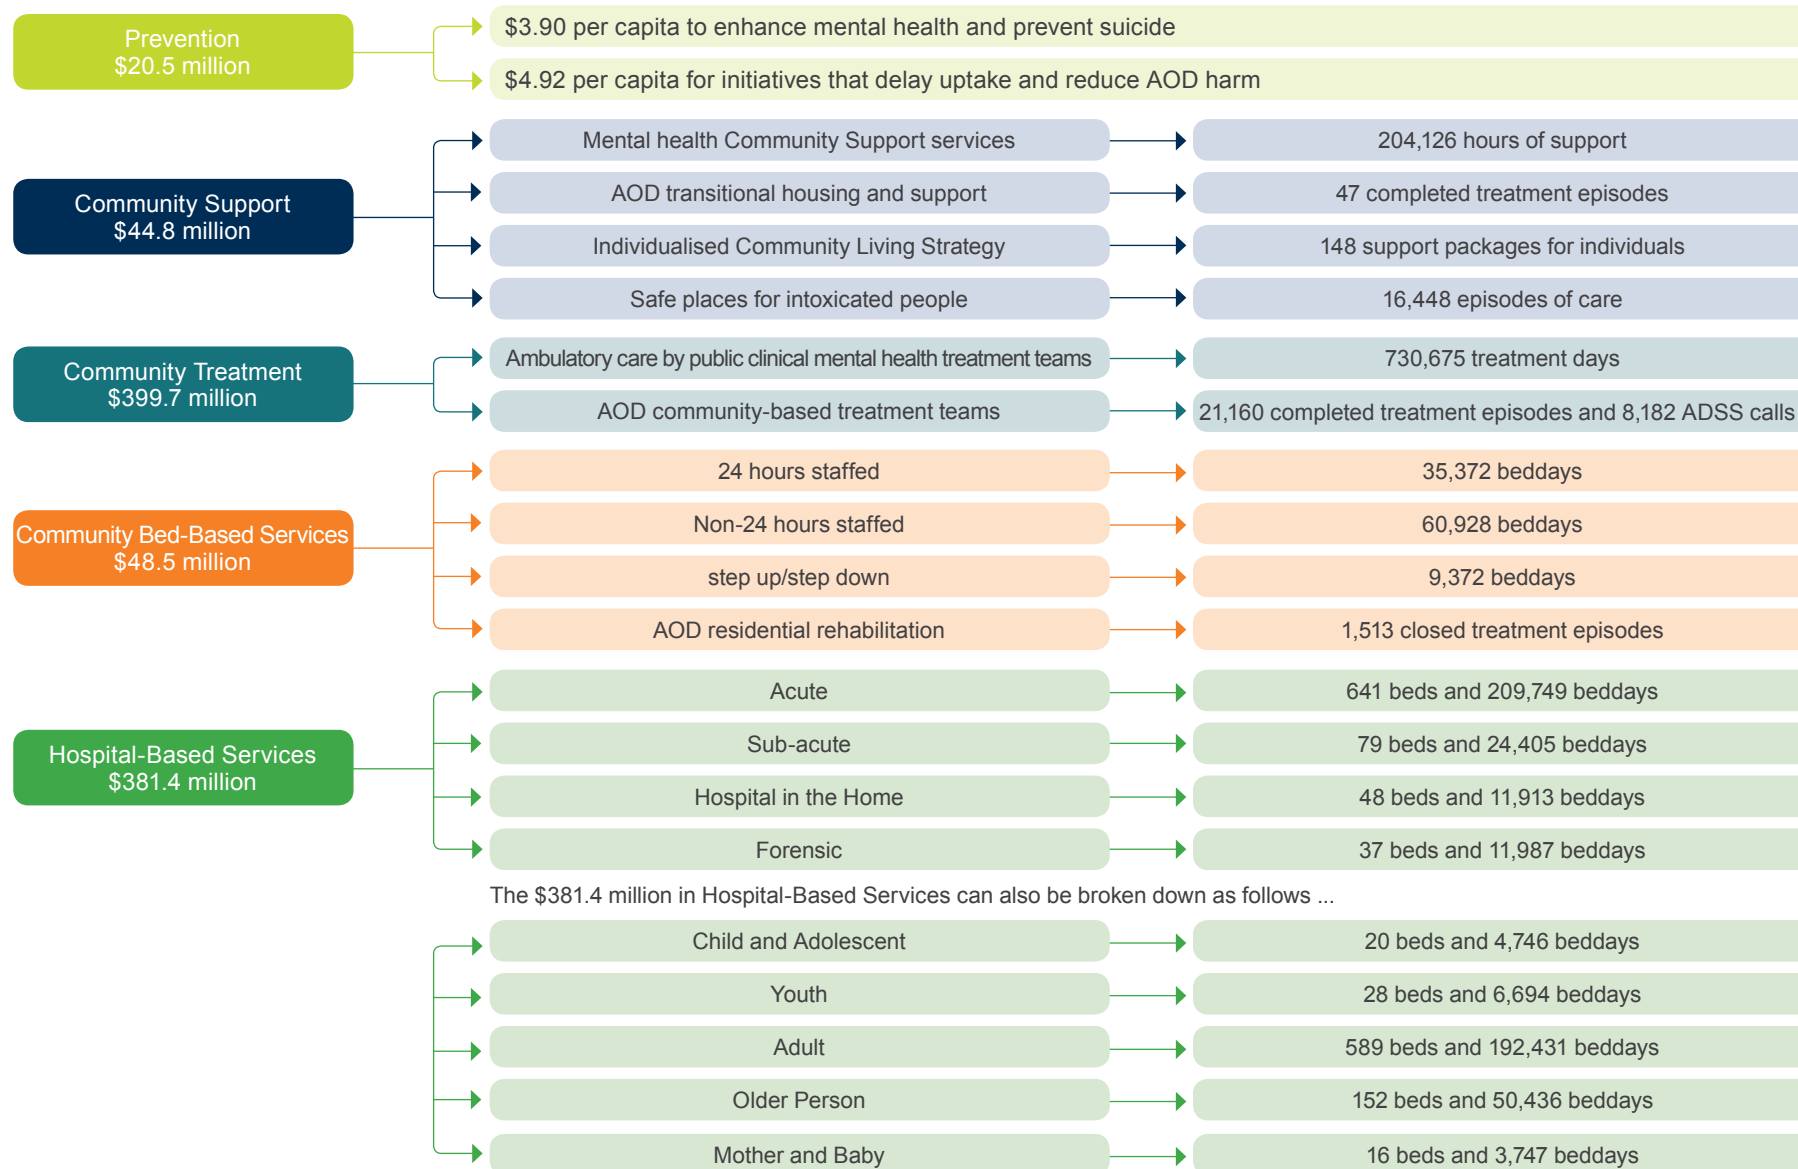 Prevention
$20.5 million
$3.90 per capita to enhance mental health and prevent suicide
$4.92 per capita for initiatives that delay uptake and reduce AOD harm
Community Support
$44.8 million
Mental health Community Support services
204,126 hours of support
AOD transitional housing and support
47 completed treatment episodes
Individualised Community Living Strategy
148 support packages for individuals
Safe places for intoxicated people
16,448 episodes of care
Community Treatment
$399.7 million
Ambulatory care by public clinical mental health treatment teams
730,675 treatment days
AOD community-based treatment teams
21,160 completed treatment episodes and 8,182 ADSS calls
Community Bed-Based Services
$48.5 million
24 hours staffed
35,372 beddays
Non-24 hours staffed
60,928 beddays
step up/step down
9,372 beddays
AOD residential rehabilitation
1,513 closed treatment episodes
Hospital-Based Services
$381.4 million
Acute
641 beds and 209,749 beddays
Sub-acute
79 beds and 24,405 beddays
Hospital in the Home
48 beds and 11,913 beddays
Forensic
37 beds and 11,987 beddays
The $381.4 million in Hospital-Based Services can also be broken down as follows ...
Child and Adolescent
20 beds and 4,746 beddays
Youth
28 beds and 6,694 beddays
Adult
589 beds and 192,431 beddays
Older Person
152 beds and 50,436 beddays
Mother and Baby
16 beds and 3,747 beddays